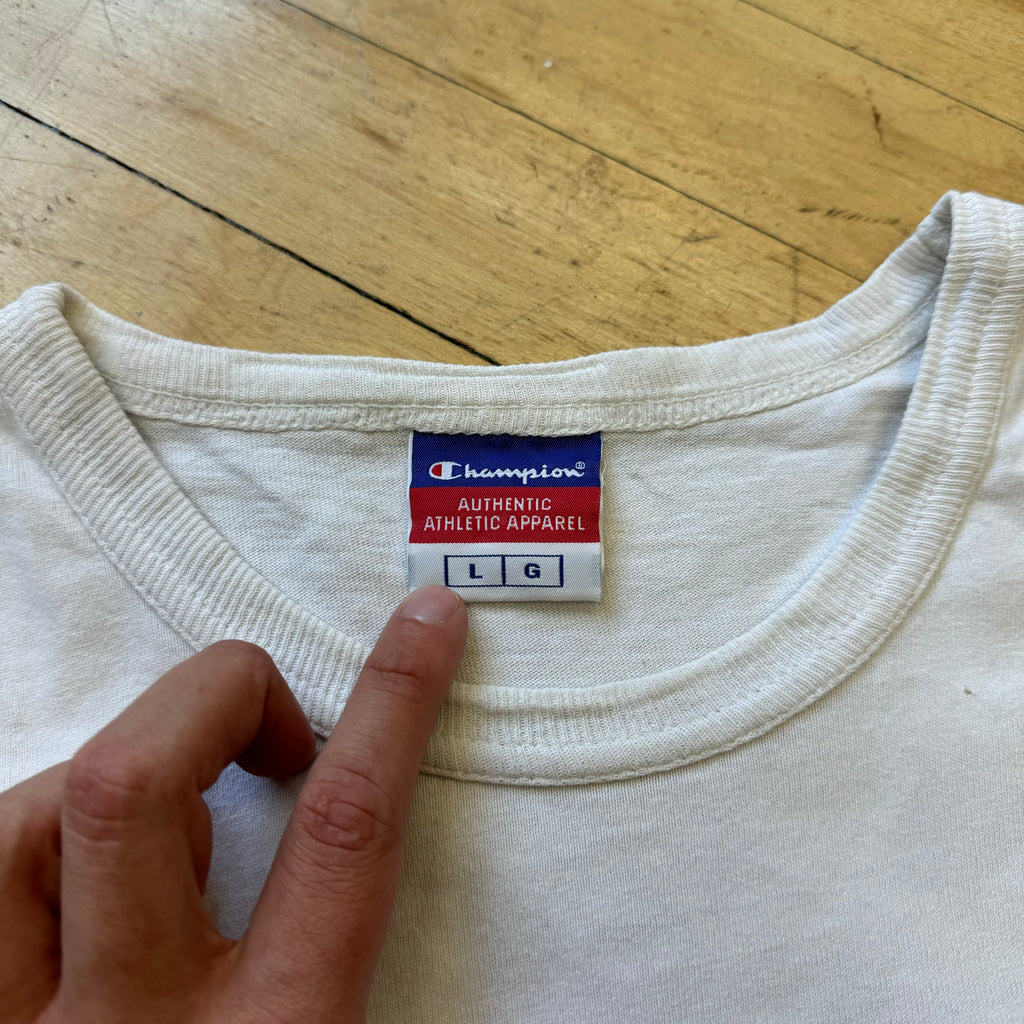 Champion®
AUTHENTIC
ATHLETIC APPAREL
L G